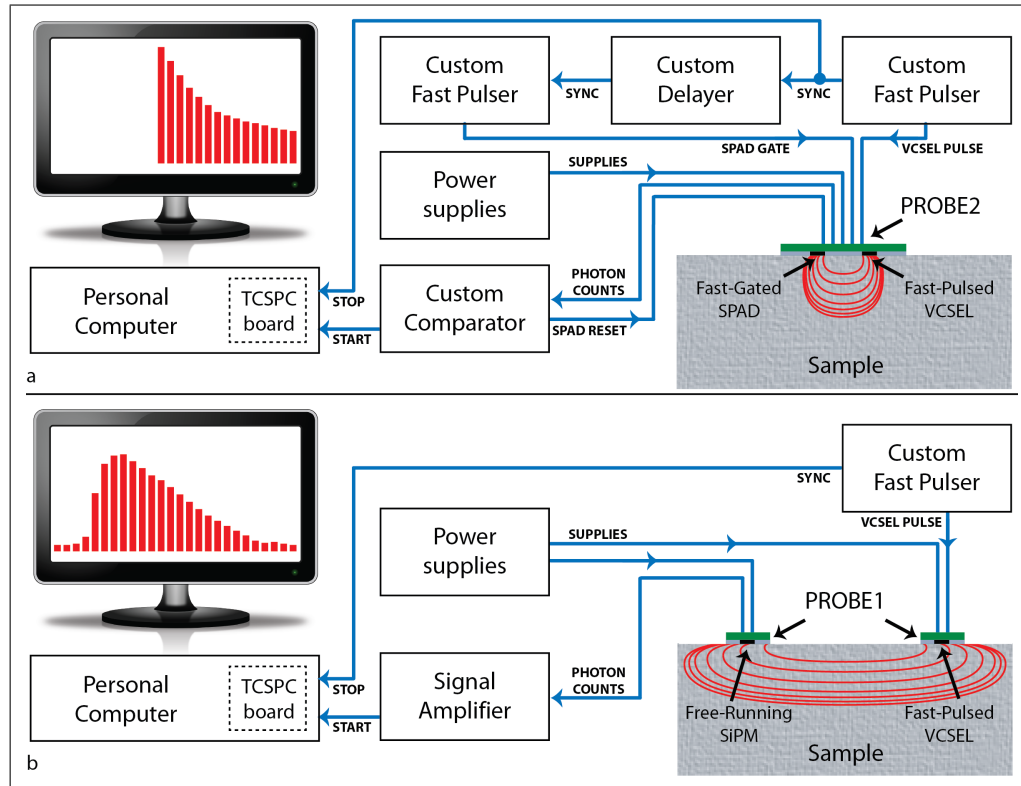 Custom
Fast Pulser
SYNC
Custom
Delayer
SYNC
Custom
Fast Pulser
SPAD GATE
VCSEL PULSE
SUPPLIES
Power
supplies
PROBE2
Personal
Computer
TCSPC
board
STOP
START
Custom
Comparator
PHOTON
COUNTS
SPAD RESET
Fast-Gated
SPAD
Fast-Pulsed
VCSEL
Sample
a
Custom
Fast Pulser
SYNC
VCSEL PULSE
Power
supplies
SUPPLIES
PROBE1
Personal
Computer
TCSPC
board
STOP
START
Signal
Amplifier
PHOTON
COUNTS
Free-Running
SiPM
Fast-Pulsed
VCSEL
Sample
b